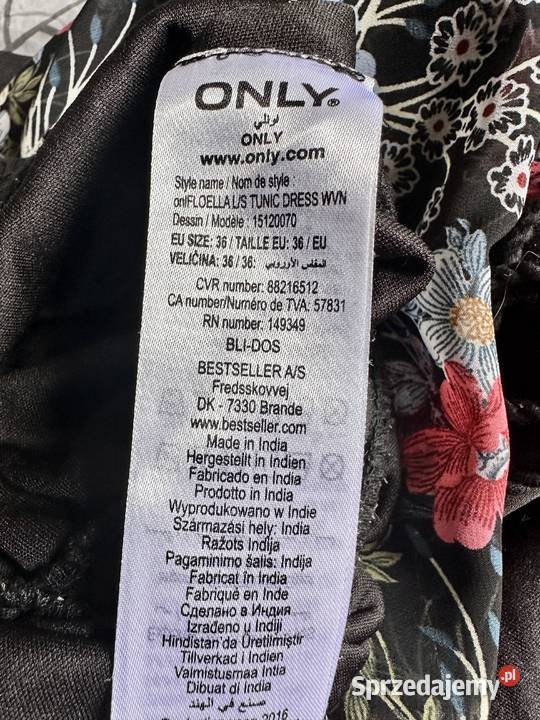 ONLY®
اونلي
ONLY
www.only.com
Style name / Nom de style :
onlFLOELLA L/S TUNIC DRESS WVN
Dessin / Modèle : 15120070
EU SIZE: 36 / TAILLE EU: 36 / EU
VELIČINA: 36 / 36: المقاس الأوروبي
CVR number: 88216512
CA number/Numéro de TVA: 57831
RN number: 149349
BLI-DOS
BESTSELLER A/S
Fredsskovvej
DK - 7330 Brande
www.bestseller.com
Made in India
Hergestellt in Indien
Fabricado en India
Prodotto in India
Wyprodukowano w Indie
Származási hely: India
Ražots Indija
Pagaminimo šalis: Indija
Fabricat în India
Fabriqué en Inde
Сделано в Индия
Izrađeno u Indiji
Hindistan'da Üretilmiştir
Tillverkad i Indien
Valmistusmaa Intia
Dibuat di India
صنع في الهند
2016
Sprzedajemy.pl